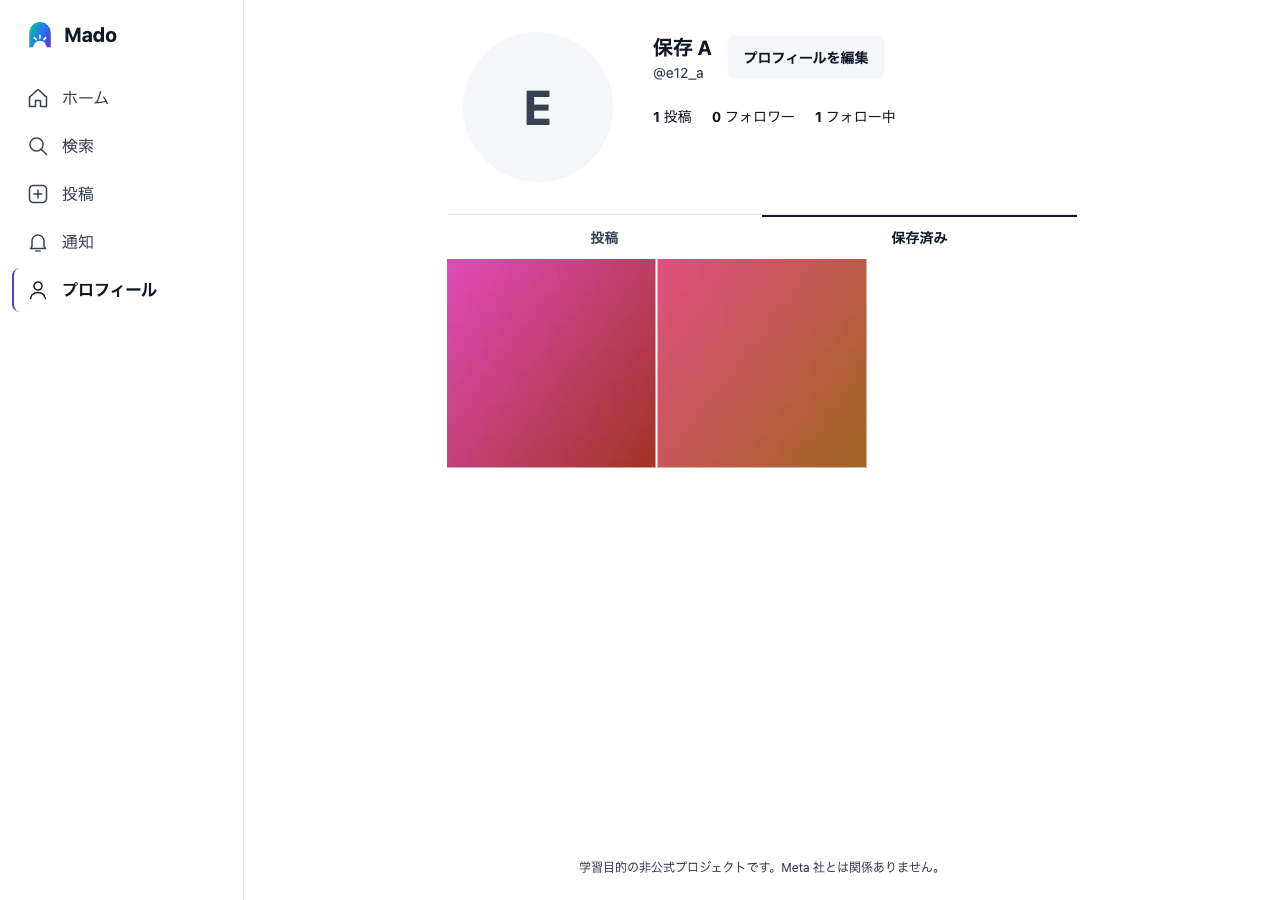 Mado
ホーム
検索
投稿
通知
プロフィール
E
保存 A
@e12_a
プロフィールを編集
1 投稿 0 フォロワー 1 フォロー中
投稿
保存済み
学習目的の非公式プロジェクトです。Meta 社とは関係ありません。